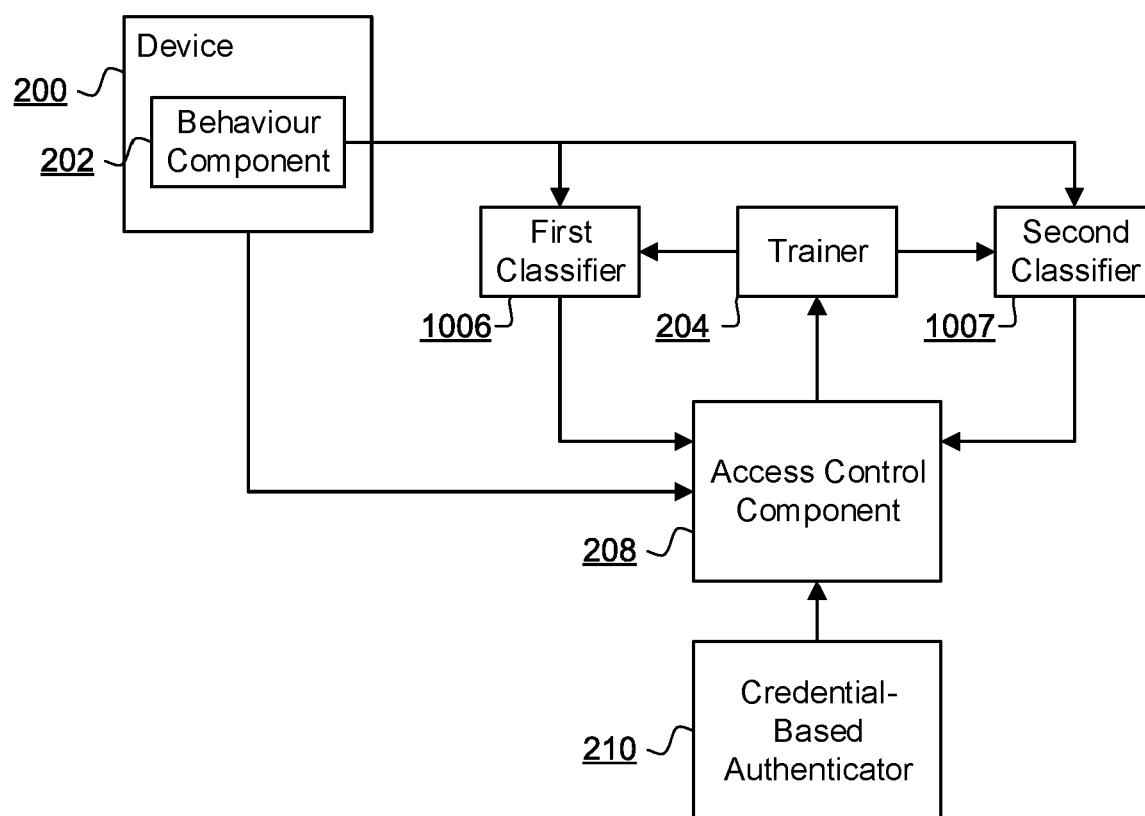 Device
200
Behaviour
Component
202
First
Classifier
1006
Trainer
204
Second
Classifier
1007
Access Control
Component
208
Credential-
Based
Authenticator
210